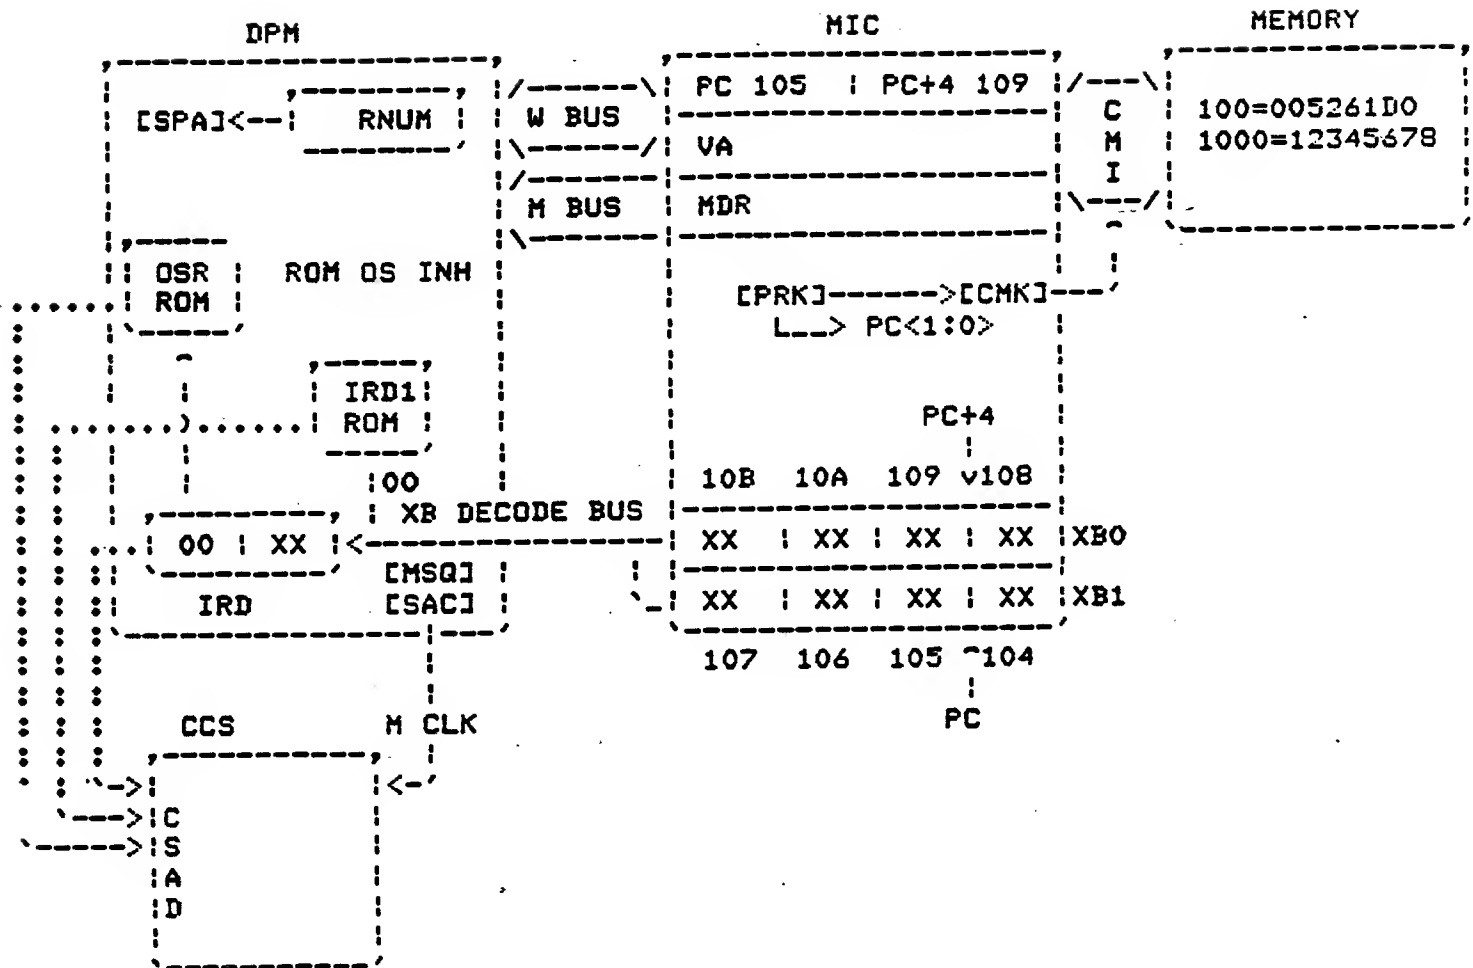 DPM MIC MEMORY
PC 105 PC+4 109
[SPA]<-- RNUM W BUS C 100=005261D0
VA M 1000=12345678
I
M BUS MDR
OSR ROM OS INH
ROM [PRK]------>[CMK]
L__> PC<1:0>
IRD1
ROM PC+4
00 10B 10A 109 v108
XB DECODE BUS
00 XX XX XX XX XX XB0
[MSQ]
IRD [SAC] XX XX XX XX XB1
107 106 105 ^104
CCS M CLK PC
C
S
A
D